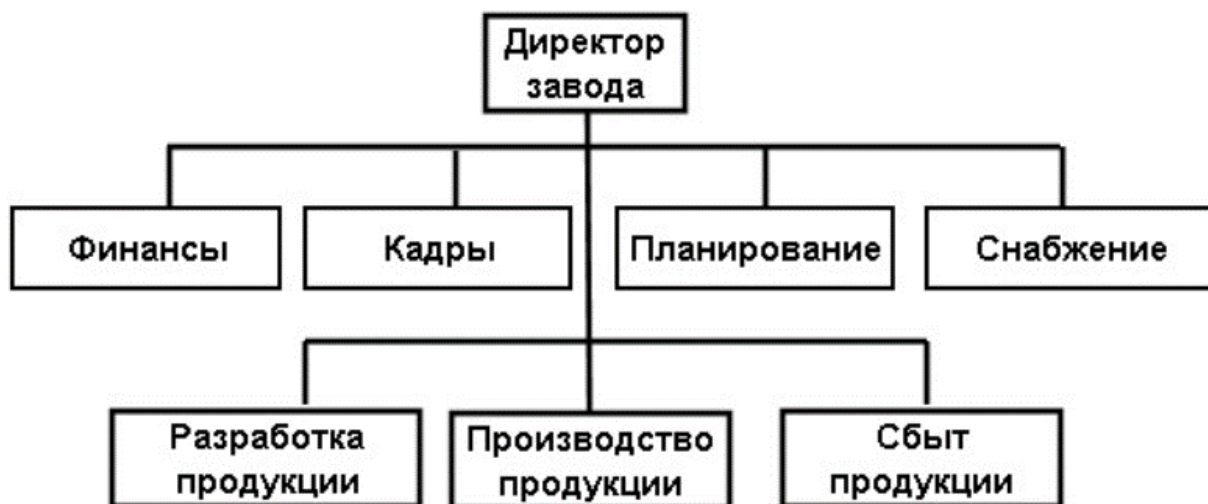 Директор
завода
Финансы
Кадры
Планирование
Снабжение
Разработка
продукции
Производство
продукции
Сбыт
продукции